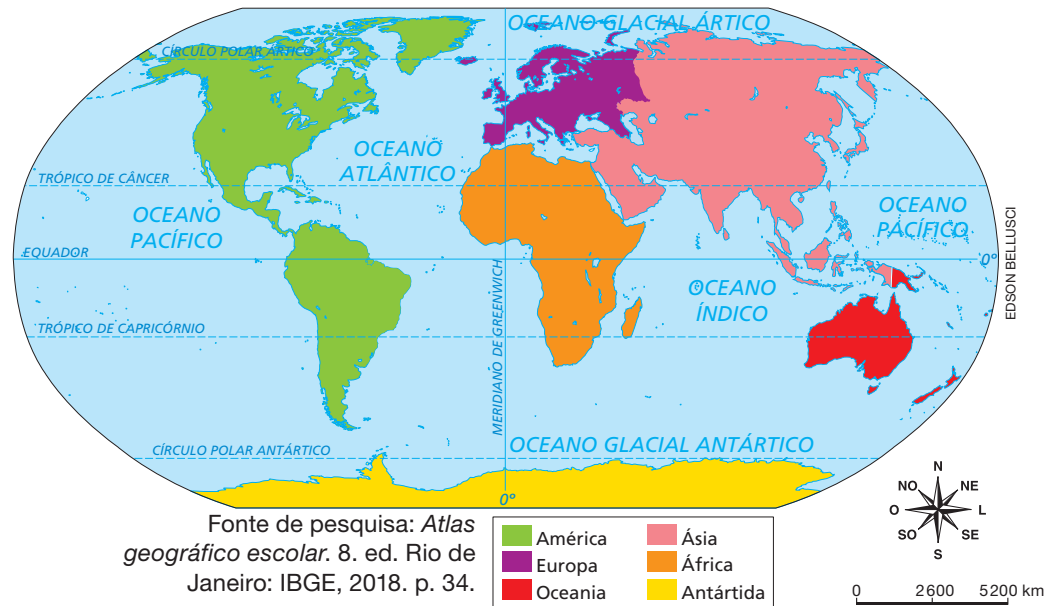 OCEANO GLACIAL ÁRTICO
CÍRCULO POLAR ÁRTICO
OCEANO
ATLÂNTICO
TRÓPICO DE CÂNCER
OCEANO
PACÍFICO
OCEANO
PACÍFICO
EQUADOR
0°
EDSON BELLUSCI
OCEANO
ÍNDICO
MERIDIANO DE GREENWICH
TRÓPICO DE CAPRICÓRNIO
CÍRCULO POLAR ANTÁRTICO
OCEANO GLACIAL ANTÁRTICO
0°
N
NO
NE
O
L
SO
SE
S
Fonte de pesquisa: Atlas
geográfico escolar. 8. ed. Rio de
Janeiro: IBGE, 2018. p. 34.
América
Europa
Oceania
Ásia
África
Antártida
0 2600 5200 km